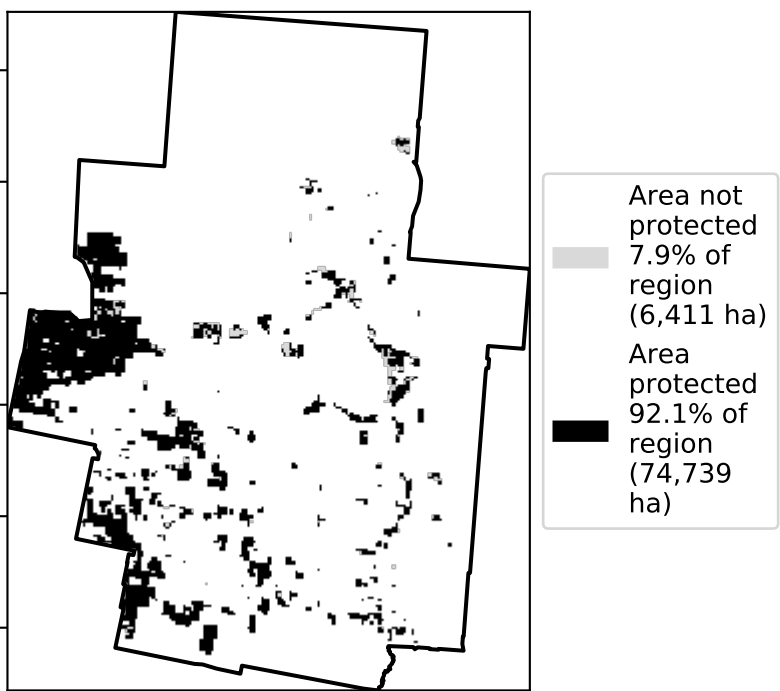 Area not
protected
7.9% of
region
(6,411 ha)
Area
protected
92.1% of
region
(74,739
ha)